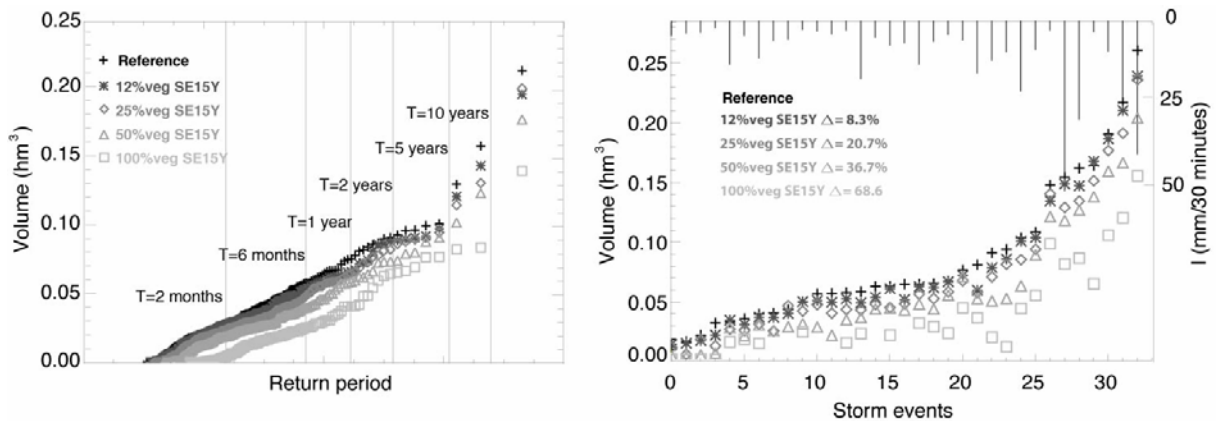 0.25
0.20
0.15
0.10
0.05
0.00
Volume (hm³)
Reference
12%veg SE15Y
25%veg SE15Y
50%veg SE15Y
100%veg SE15Y
T=10 years
T=5 years
T=2 years
T=1 year
T=6 months
T=2 months
Return period
0.25
0.20
0.15
0.10
0.05
0.00
Volume (hm³)
Reference
12%veg SE15Y △= 8.3%
25%veg SE15Y △= 20.7%
50%veg SE15Y △= 36.7%
100%veg SE15Y △= 68.6
0 5 10 15 20 25 30
Storm events
0
25
50
I (mm/30 minutes)